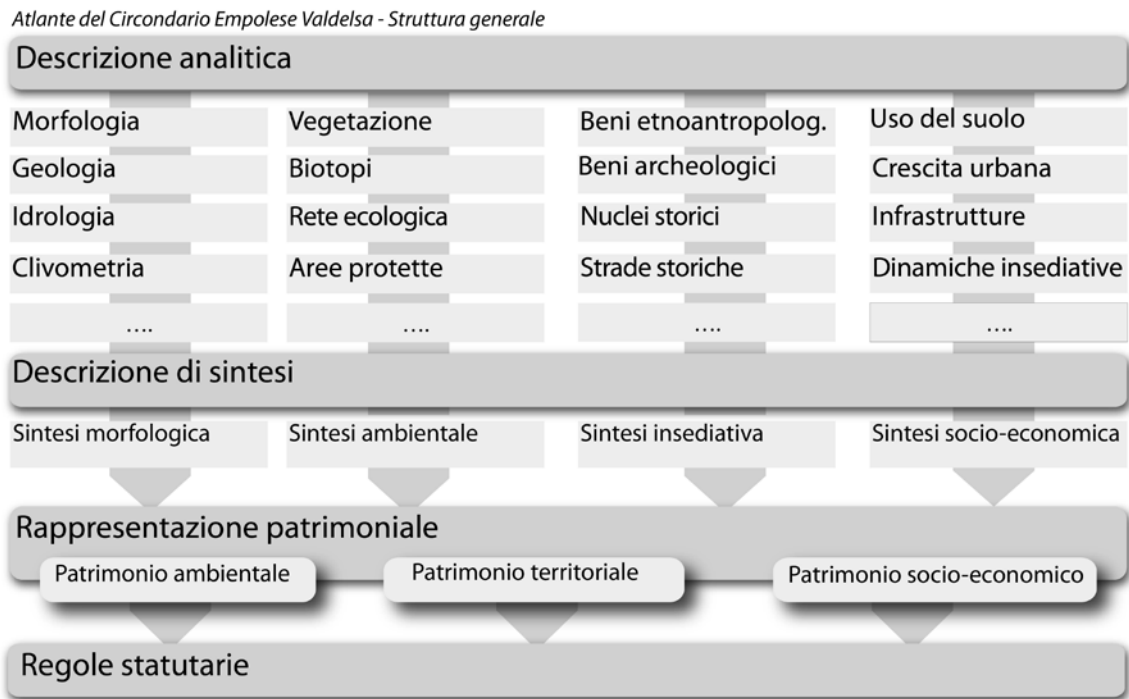 Atlante del Circondario Empolese Valdelsa - Struttura generale
Descrizione analitica
Morfologia
Vegetazione
Beni etnoantropolog.
Uso del suolo
Geologia
Biotopi
Beni archeologici
Crescita urbana
Idrologia
Rete ecologica
Nuclei storici
Infrastrutture
Clivometria
Aree protette
Strade storiche
Dinamiche insediative
....
....
....
....
Descrizione di sintesi
Sintesi morfologica
Sintesi ambientale
Sintesi insediativa
Sintesi socio-economica
Rappresentazione patrimoniale
Patrimonio ambientale
Patrimonio territoriale
Patrimonio socio-economico
Regole statutarie